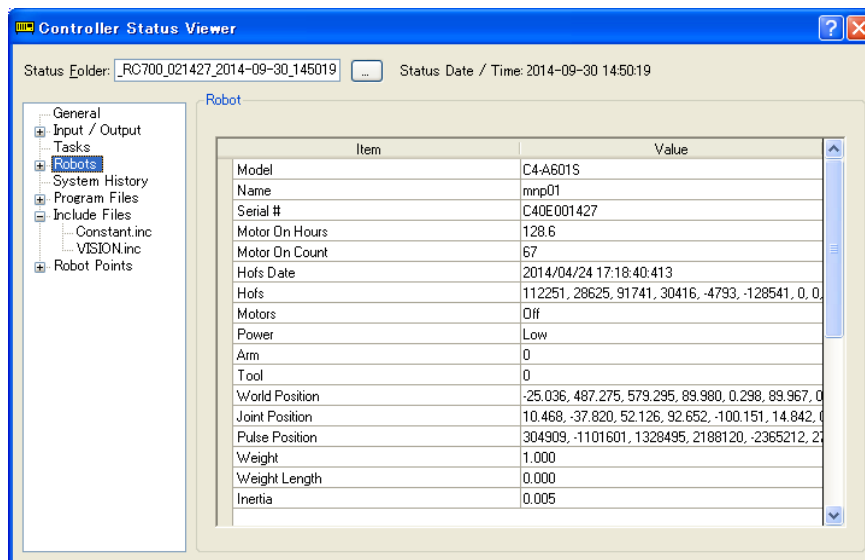 Controller Status Viewer
Status Folder: _RC700_021427_2014-09-30_145019 ... Status Date / Time: 2014-09-30 14:50:19
General
Input / Output
Tasks
Robots
System History
Program Files
Include Files
Constant.inc
VISION.inc
Robot Points
Robot
Item Value
Model C4-A601S
Name mnp01
Serial # C40E001427
Motor On Hours 128.6
Motor On Count 67
Hofs Date 2014/04/24 17:18:40:413
Hofs 112251, 28625, 91741, 30416, -4793, -128541, 0, 0,
Motors Off
Power Low
Arm 0
Tool 0
World Position -25.036, 487.275, 579.295, 89.980, 0.298, 89.967, 0
Joint Position 10.468, -37.820, 52.126, 92.652, -100.151, 14.842,
Pulse Position 304909, -1101601, 1328495, 2188120, -2365212, 27
Weight 1.000
Weight Length 0.000
Inertia 0.005